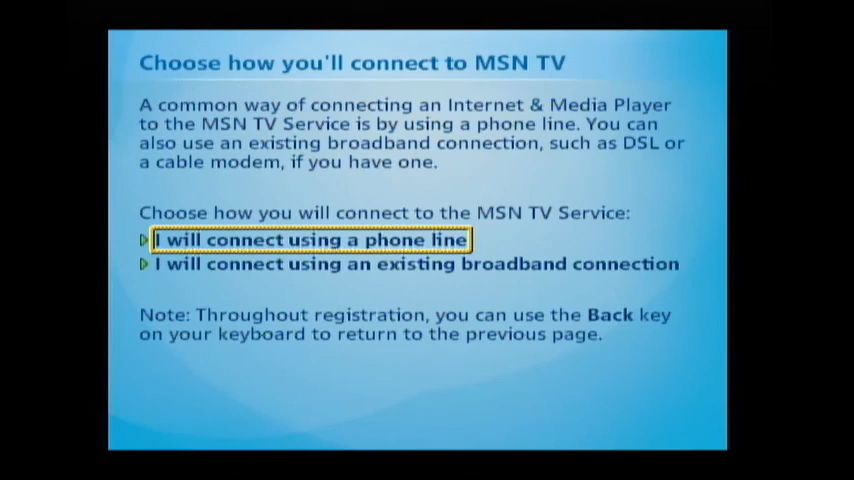 Choose how you'll connect to MSN TV
A common way of connecting an Internet & Media Player
to the MSN TV Service is by using a phone line. You can
also use an existing broadband connection, such as DSL or
a cable modem, if you have one.
Choose how you will connect to the MSN TV Service:
I will connect using a phone line
I will connect using an existing broadband connection
Note: Throughout registration, you can use the Back key
on your keyboard to return to the previous page.